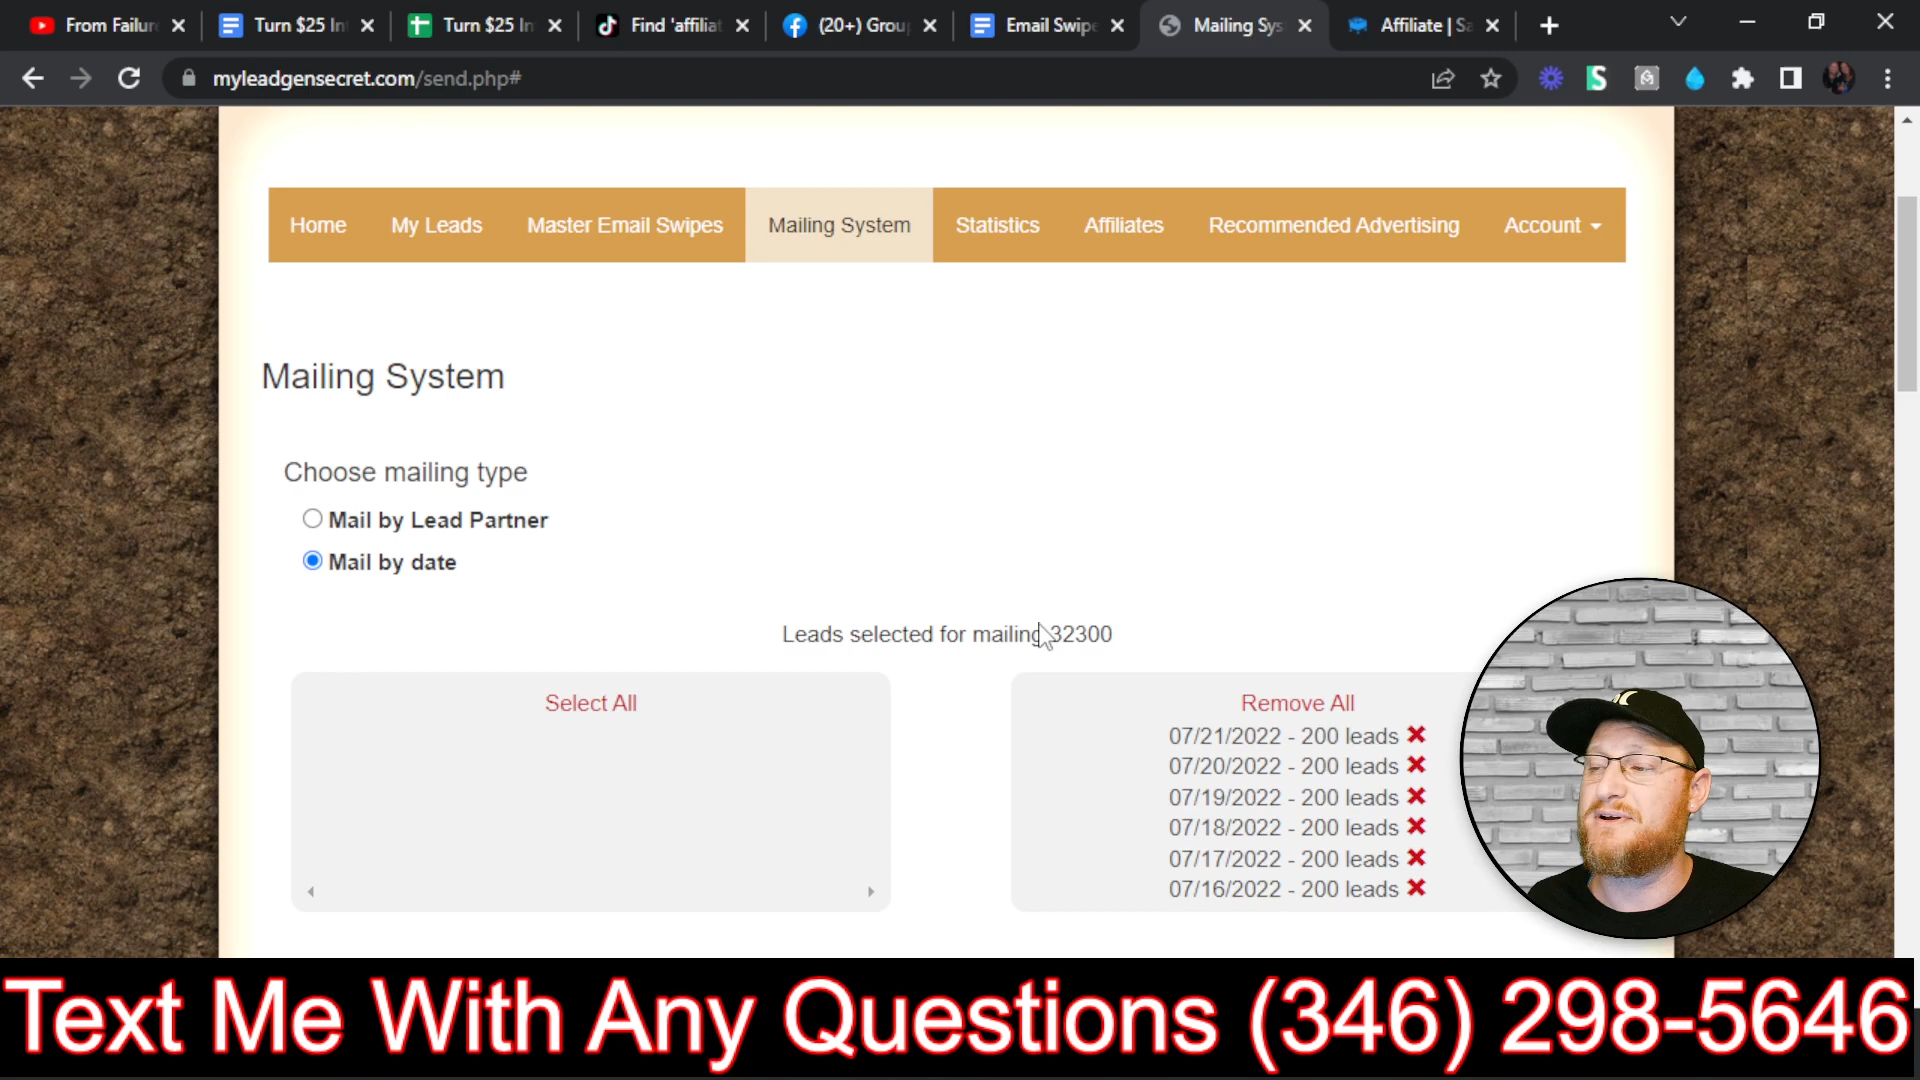 From Failur
Turn $25 Int
Turn $25 In
Find 'affiliat
(20+) Group
Email Swipe
Mailing Sys
Affiliate | Sa
myleadgensecret.com/send.php#
Home
My Leads
Master Email Swipes
Mailing System
Statistics
Affiliates
Recommended Advertising
Account
Mailing System
Choose mailing type
Mail by Lead Partner
Mail by date
Leads selected for mailing 32300
Select All
Remove All
07/21/2022 - 200 leads
07/20/2022 - 200 leads
07/19/2022 - 200 leads
07/18/2022 - 200 leads
07/17/2022 - 200 leads
07/16/2022 - 200 leads
Text Me With Any Questions (346) 298-5646